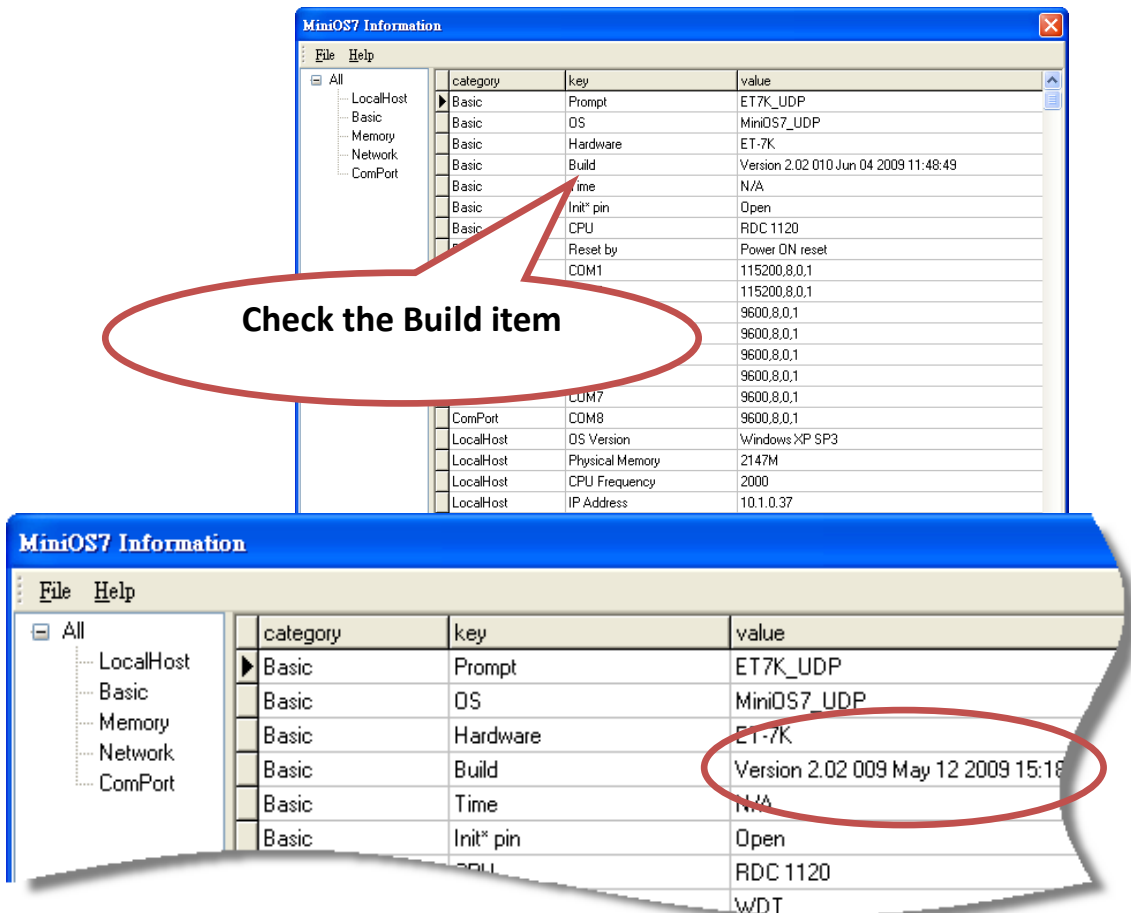 MiniOS7 Information
File Help
All
LocalHost
Basic
Memory
Network
ComPort
category key value
Basic Prompt ET7K_UDP
Basic OS MiniOS7_UDP
Basic Hardware ET-7K
Basic Build Version 2.02 010 Jun 04 2009 11:48:49
Basic Time N/A
Basic Init* pin Open
Basic CPU RDC 1120
Reset by Power ON reset
COM1 115200,8,0,1
115200,8,0,1
9600,8,0,1
9600,8,0,1
9600,8,0,1
9600,8,0,1
COM7 9600,8,0,1
ComPort COM8 9600,8,0,1
LocalHost OS Version Windows XP SP3
LocalHost Physical Memory 2147M
LocalHost CPU Frequency 2000
LocalHost IP Address 10.1.0.37
Check the Build item
MiniOS7 Information
File Help
All
LocalHost
Basic
Memory
Network
ComPort
category key value
Basic Prompt ET7K_UDP
Basic OS MiniOS7_UDP
Basic Hardware ET-7K
Basic Build Version 2.02 009 May 12 2009 15:18
Basic Time N/A
Basic Init* pin Open
CPU RDC 1120
WDT